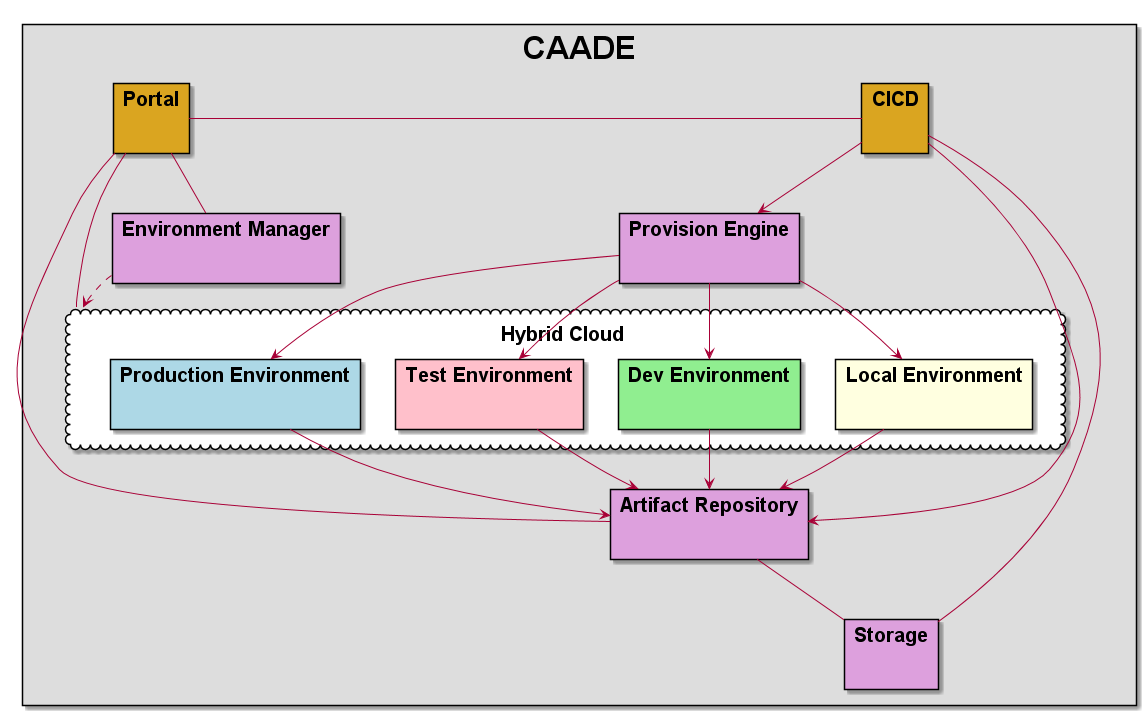 CAADE
Portal
CICD
Environment Manager
Provision Engine
Hybrid Cloud
Production Environment
Test Environment
Dev Environment
Local Environment
Artifact Repository
Storage